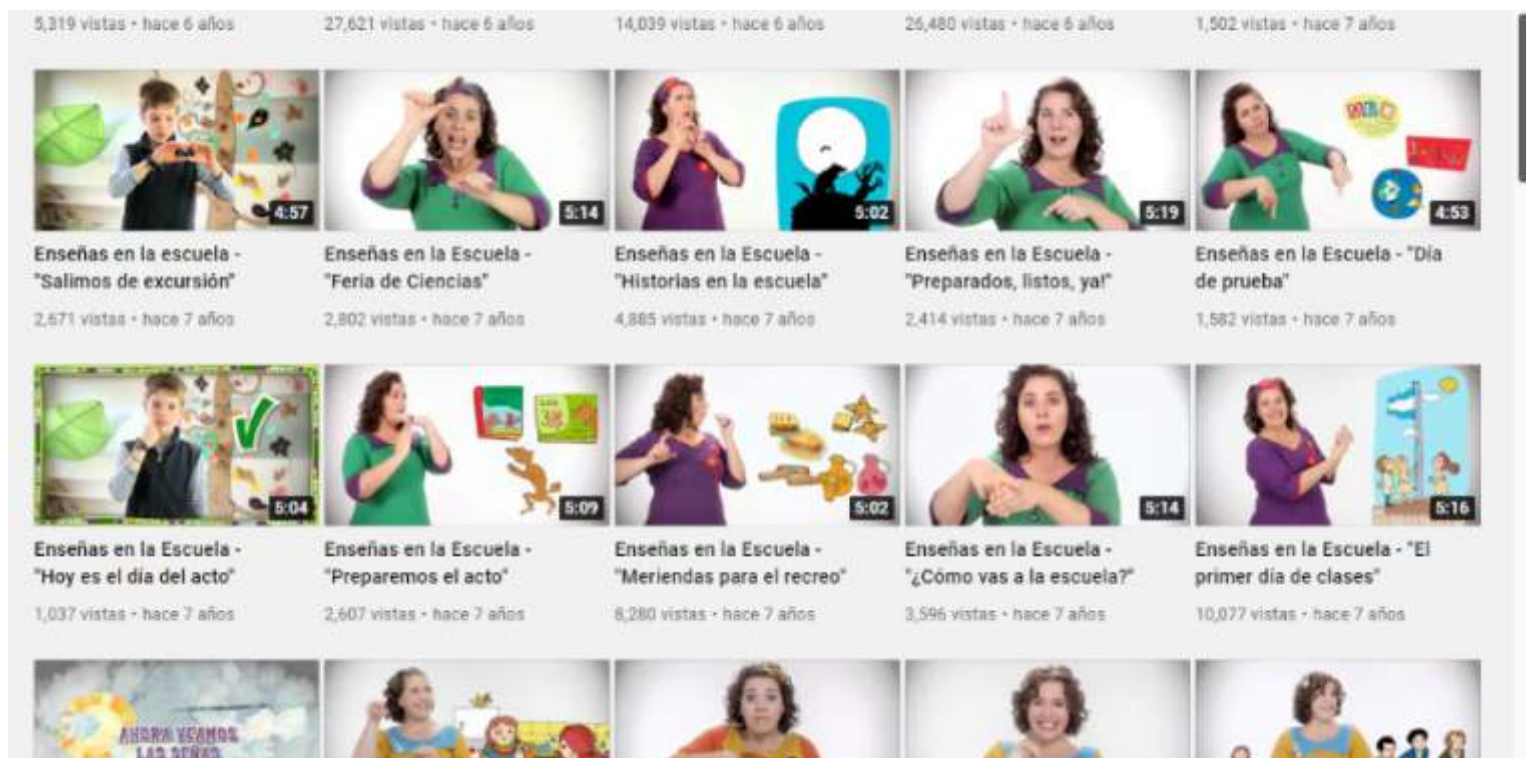 5,319 vistas • hace 6 años
27,621 vistas • hace 6 años
14,039 vistas • hace 6 años
26,480 vistas • hace 6 años
1,502 vistas • hace 7 años
4:57
5:14
5:02
5:19
4:53
Enseñas en la escuela -
"Salimos de excursión"
2,671 vistas • hace 7 años
Enseñas en la Escuela -
"Feria de Ciencias"
2,802 vistas • hace 7 años
Enseñas en la Escuela -
"Historias en la escuela"
4,885 vistas • hace 7 años
Enseñas en la Escuela -
"Preparados, listos, ya!"
2,414 vistas • hace 7 años
Enseñas en la Escuela - "Día
de prueba"
1,582 vistas • hace 7 años
5:04
5:09
5:02
5:14
5:16
Enseñas en la Escuela -
"Hoy es el día del acto"
1,037 vistas • hace 7 años
Enseñas en la Escuela -
"Preparemos el acto"
2,607 vistas • hace 7 años
Enseñas en la Escuela -
"Meriendas para el recreo"
8,280 vistas • hace 7 años
Enseñas en la Escuela -
"¿Cómo vas a la escuela?"
3,596 vistas • hace 7 años
Enseñas en la Escuela - "El
primer día de clases"
10,077 vistas • hace 7 años
AHORA VEAMOS
LAS SEÑAS